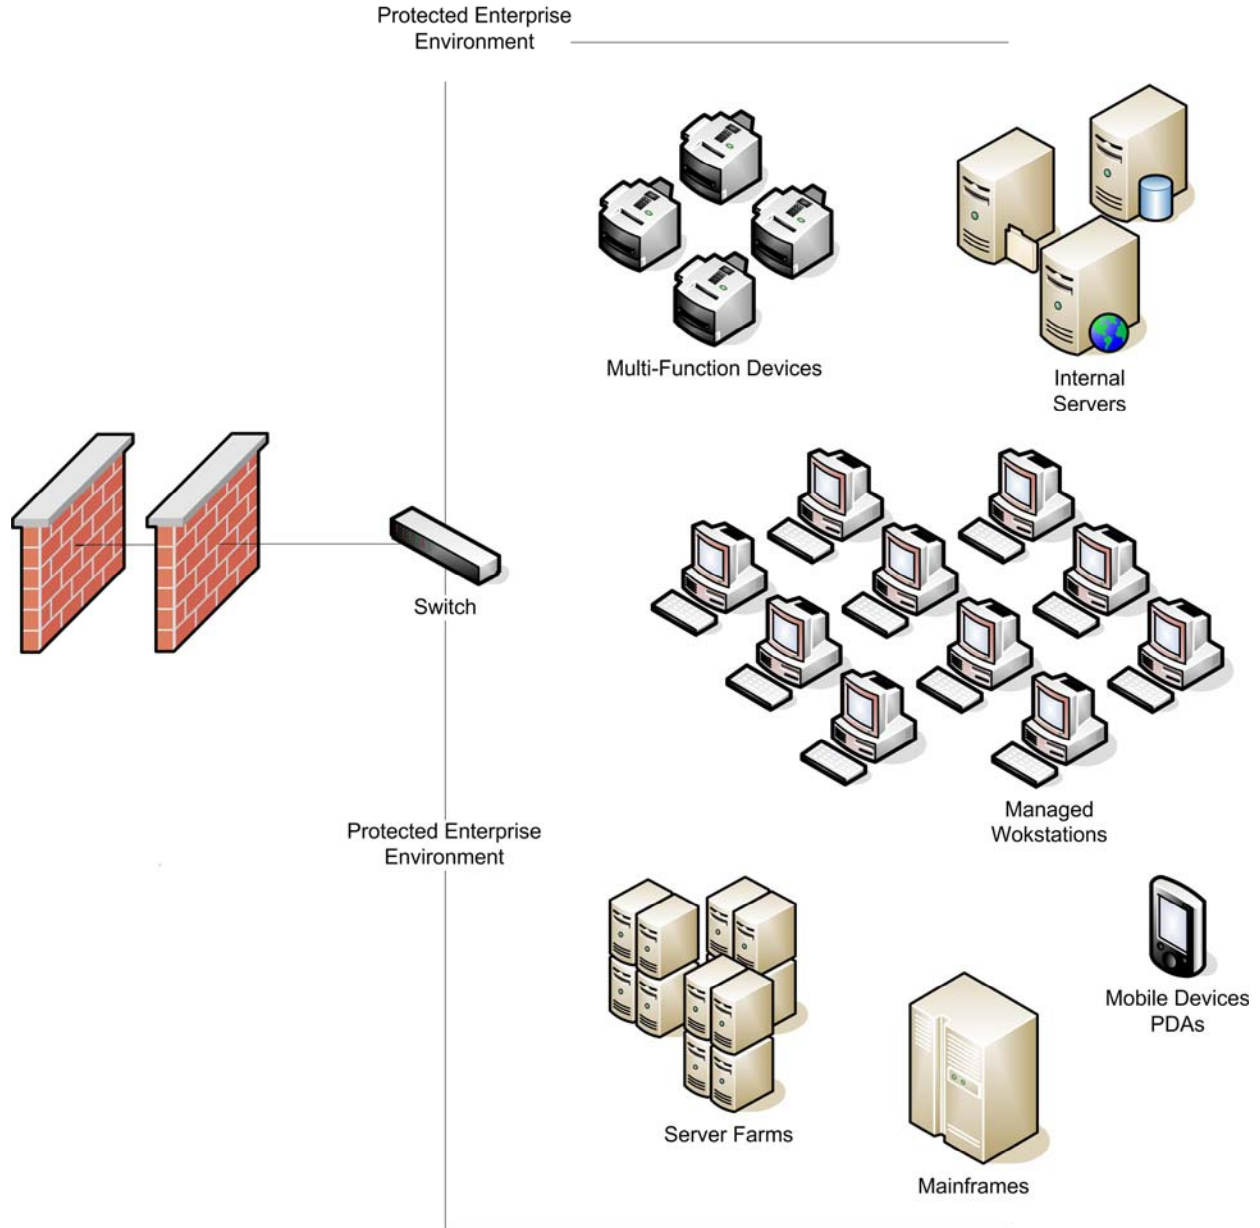 Protected Enterprise
Environment
Multi-Function Devices
Internal
Servers
Switch
Managed
Wokstations
Protected Enterprise
Environment
Mobile Devices
PDAs
Server Farms
Mainframes